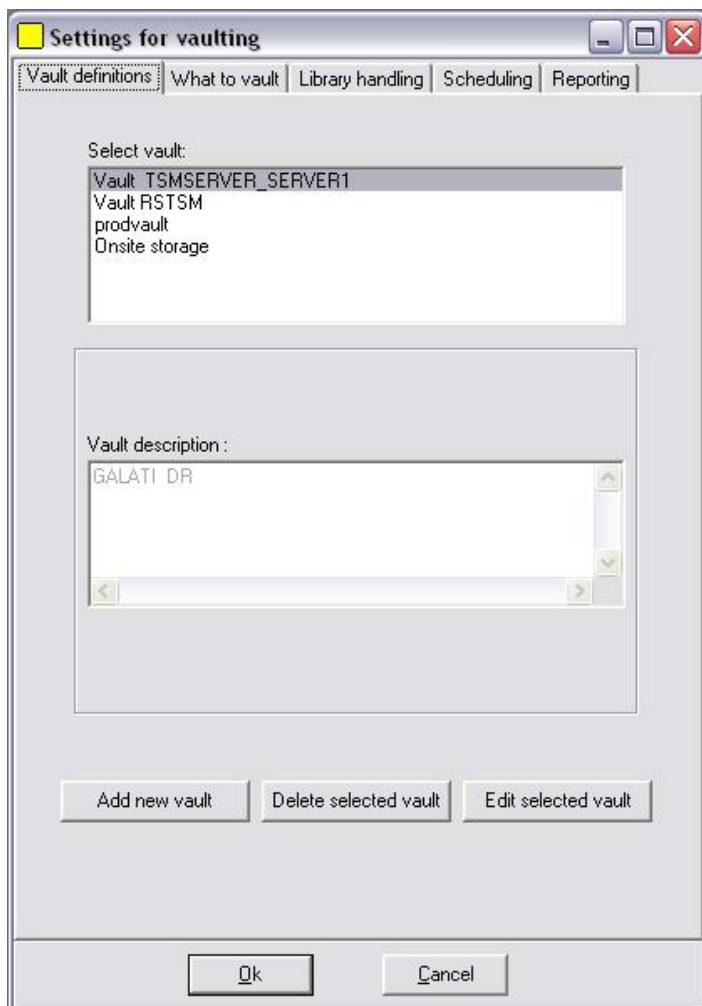 Settings for vaulting
Vault definitions What to vault Library handling Scheduling Reporting
Select vault:
Vault TSMSERVER_SERVER1
Vault RSTSM
prodvault
Onsite storage
Vault description :
GALATI DR
Add new vault Delete selected vault Edit selected vault
Ok Cancel